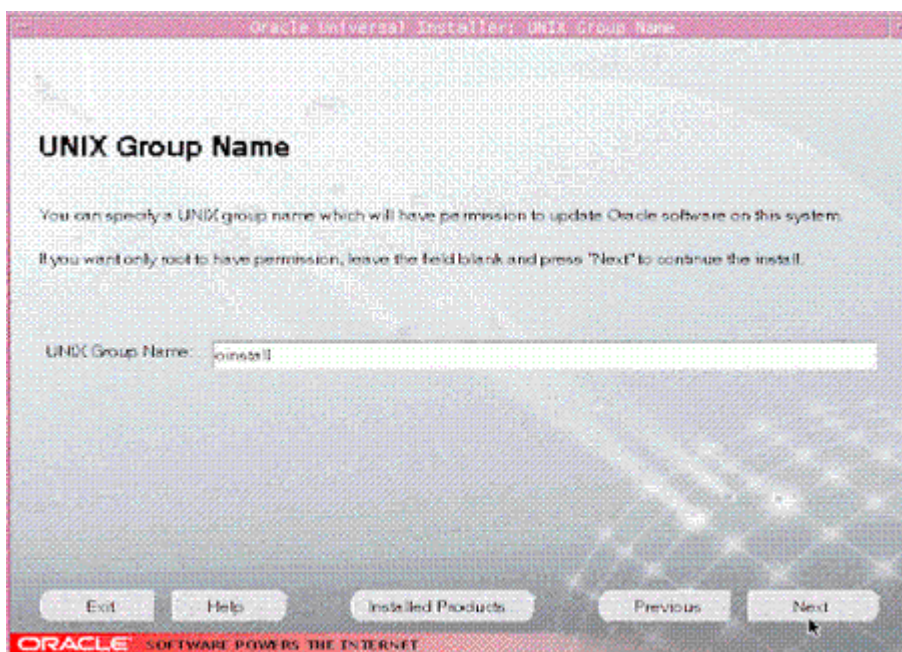 Oracle Universal Installer: UNIX Group Name
UNIX Group Name
You can specify a UNIX group name which will have permission to update Oracle software on this system.
If you want only root to have permission, leave the field blank and press "Next" to continue the install.
UNIX Group Name:
oinstall
Exit
Help
Installed Products
Previous
Next
ORACLE SOFTWARE POWERS THE INTERNET